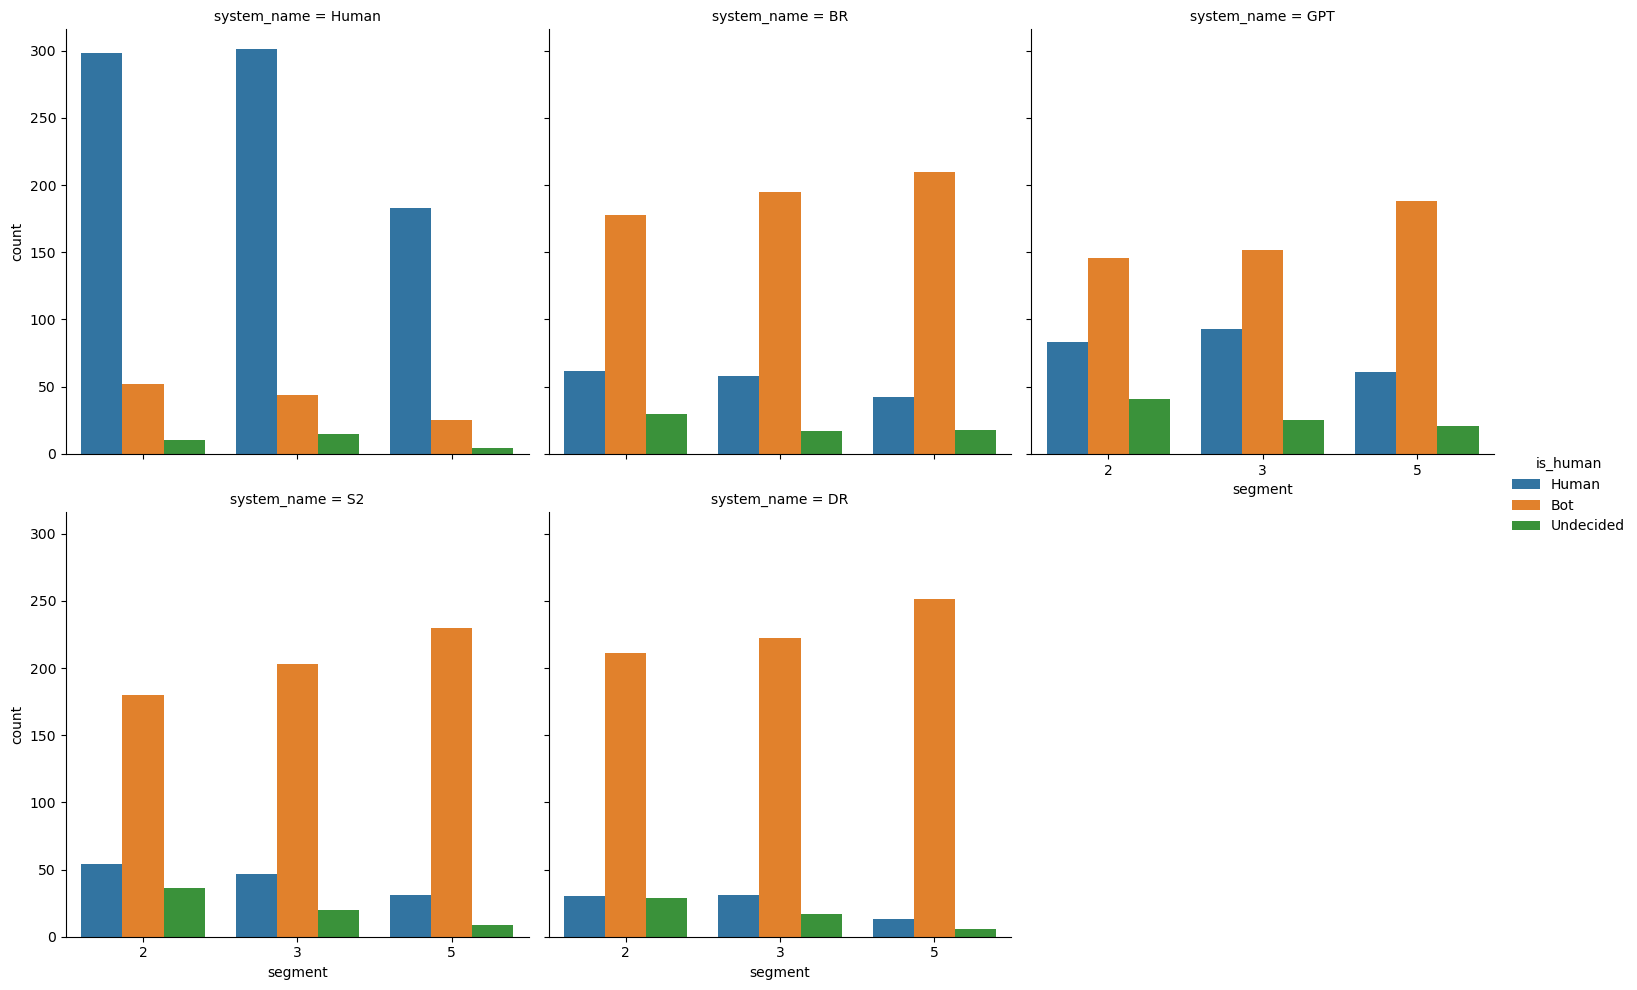 system_name = Human
system_name = BR
system_name = GPT
300
250
200
150
100
50
0
count
2
3
5
segment
is_human
Human
Bot
Undecided
system_name = S2
system_name = DR
300
250
200
150
100
50
0
count
2
3
5
segment
2
3
5
segment